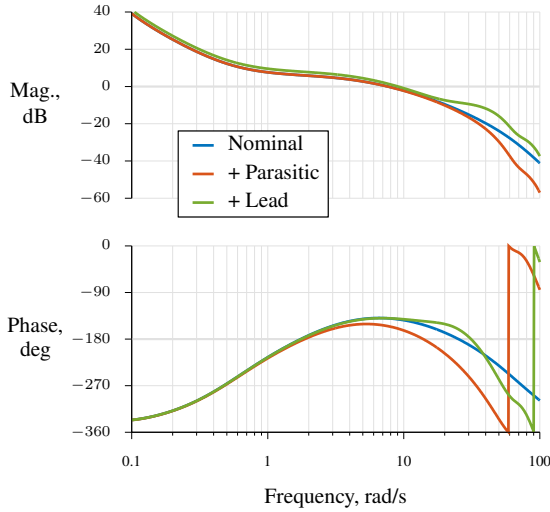 40
20
0
−20
−40
−60
Mag.,
dB
Nominal
+ Parasitic
+ Lead
0
−90
−180
−270
−360
Phase,
deg
0.1
1
10
100
Frequency, rad/s